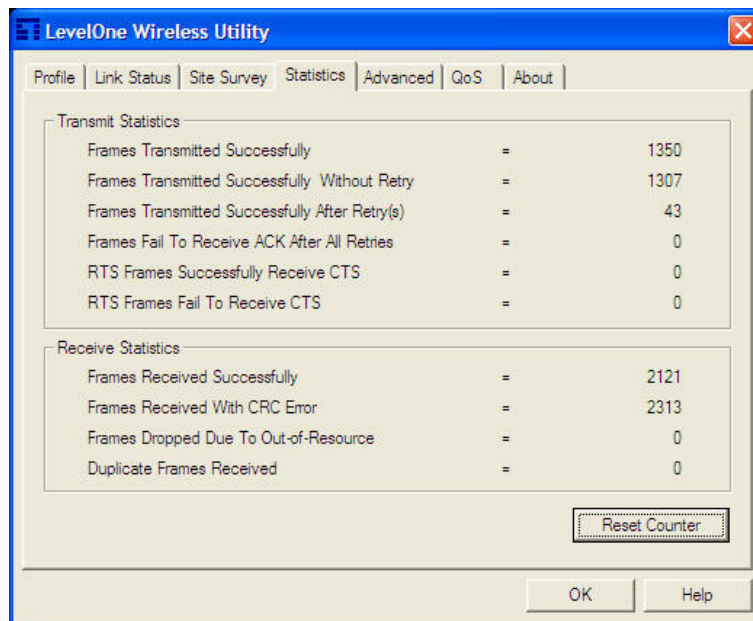 LevelOne Wireless Utility
Profile Link Status Site Survey Statistics Advanced QoS About
Transmit Statistics
Frames Transmitted Successfully = 1350
Frames Transmitted Successfully Without Retry = 1307
Frames Transmitted Successfully After Retry(s) = 43
Frames Fail To Receive ACK After All Retries = 0
RTS Frames Successfully Receive CTS = 0
RTS Frames Fail To Receive CTS = 0
Receive Statistics
Frames Received Successfully = 2121
Frames Received With CRC Error = 2313
Frames Dropped Due To Out-of-Resource = 0
Duplicate Frames Received = 0
Reset Counter
OK Help